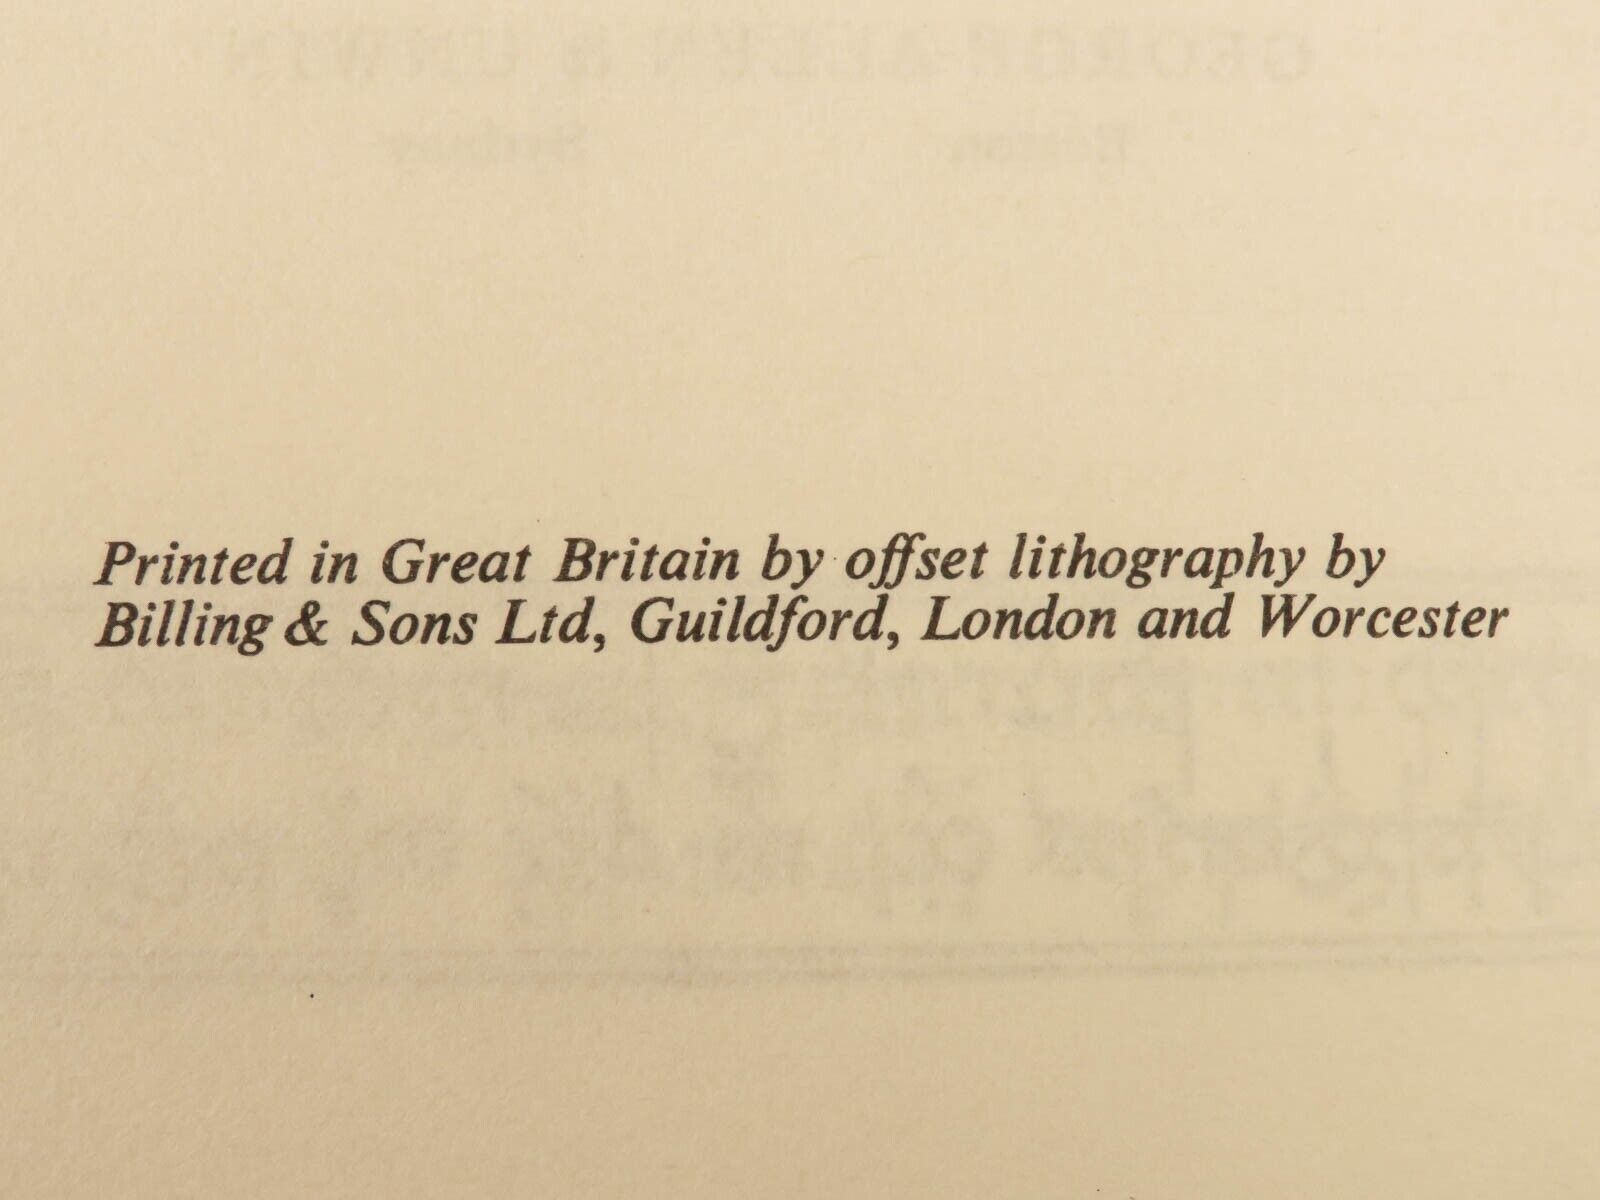 Printed in Great Britain by offset lithography by
Billing & Sons Ltd, Guildford, London and Worcester